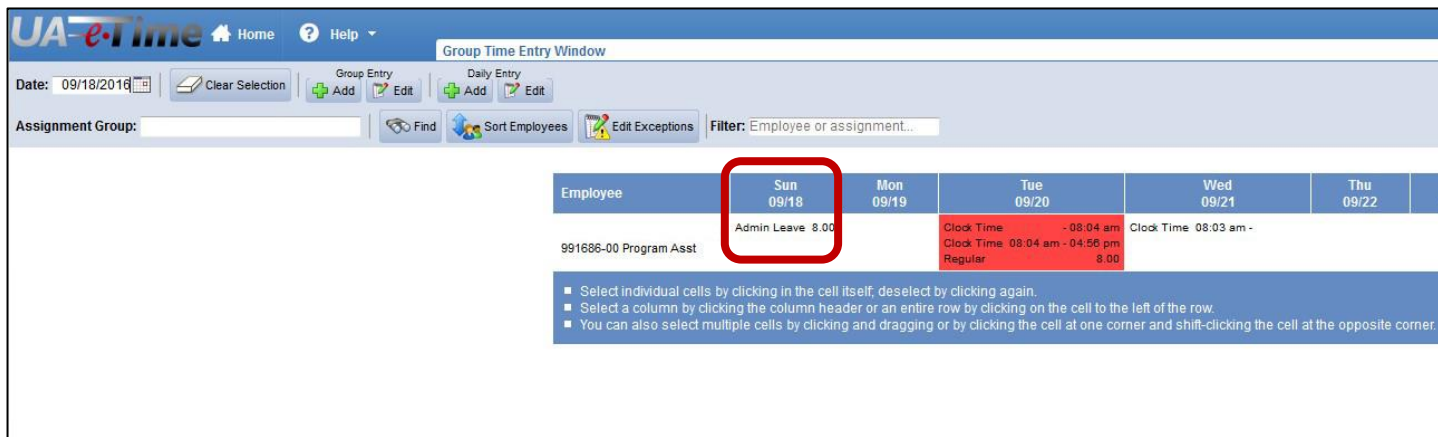 UA-e•Time Home ? Help
Group Time Entry Window
Date: 09/18/2016 Clear Selection Group Entry Add Edit Daily Entry Add Edit
Assignment Group: Find Sort Employees Edit Exceptions Filter: Employee or assignment...
Employee Sun Mon Tue Wed Thu
09/18 09/19 09/20 09/21 09/22
Admin Leave 8.00 Clock Time - 08:04 am Clock Time 08:03 am -
991686-00 Program Asst Clock Time 08:04 am - 04:56 pm
Regular 8.00
Select individual cells by clicking in the cell itself; deselect by clicking again.
Select a column by clicking the column header or an entire row by clicking on the cell to the left of the row.
You can also select multiple cells by clicking and dragging or by clicking the cell at one corner and shift-clicking the cell at the opposite corner.